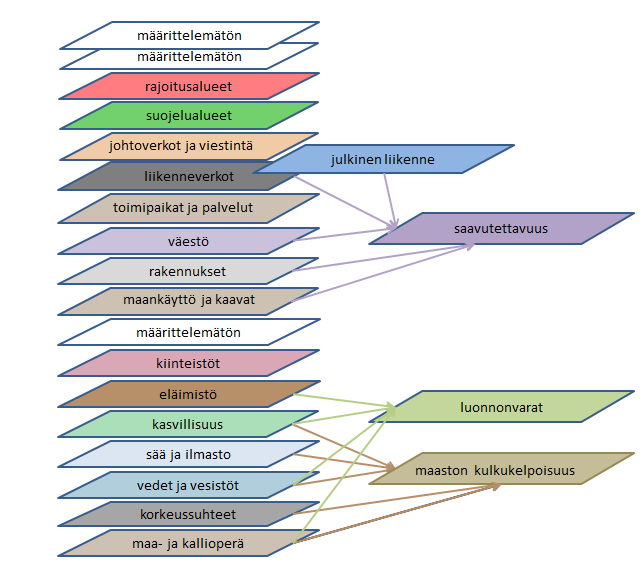 määrittelemätön
määrittelemätön
rajoitusalueet
suojelualueet
johtoverkot ja viestintä
julkinen liikenne
liikenneverkot
toimipaikat ja palvelut
saavutettavuus
väestö
rakennukset
maankäyttö ja kaavat
määrittelemätön
kiinteistöt
eläimistö
luonnonvarat
kasvillisuus
sää ja ilmasto
maaston kulkukelpoisuus
vedet ja vesistöt
korkeussuhteet
maa- ja kallioperä